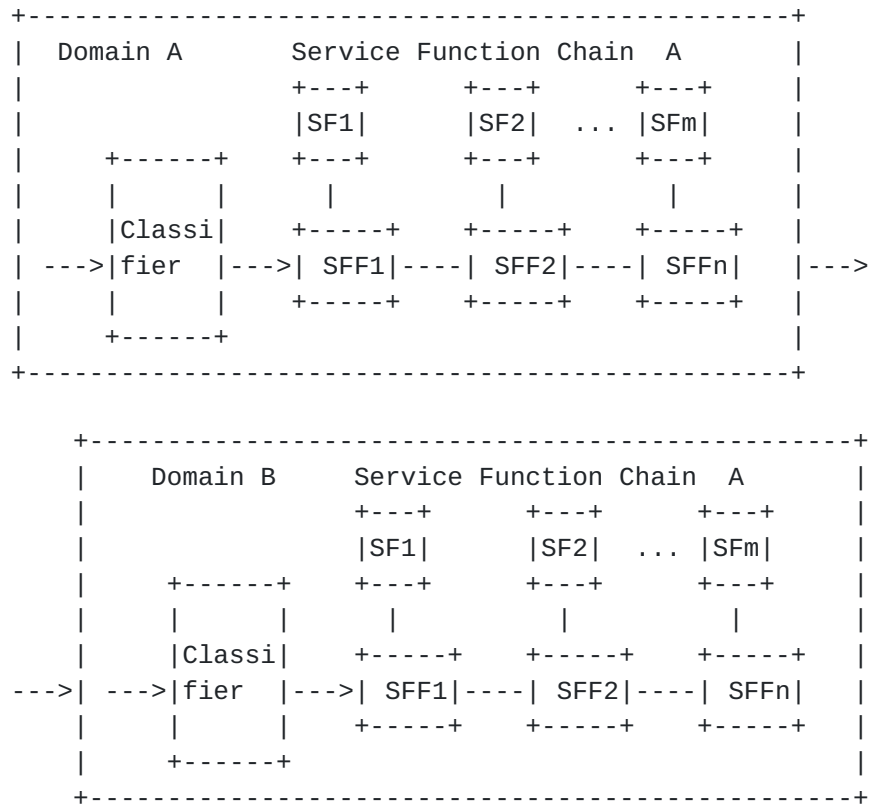 Domain A Service Function Chain A
SF1 SF2 ... SFm
Classi
fier SFF1 SFF2 SFFn
Domain B Service Function Chain A
SF1 SF2 ... SFm
Classi
fier SFF1 SFF2 SFFn